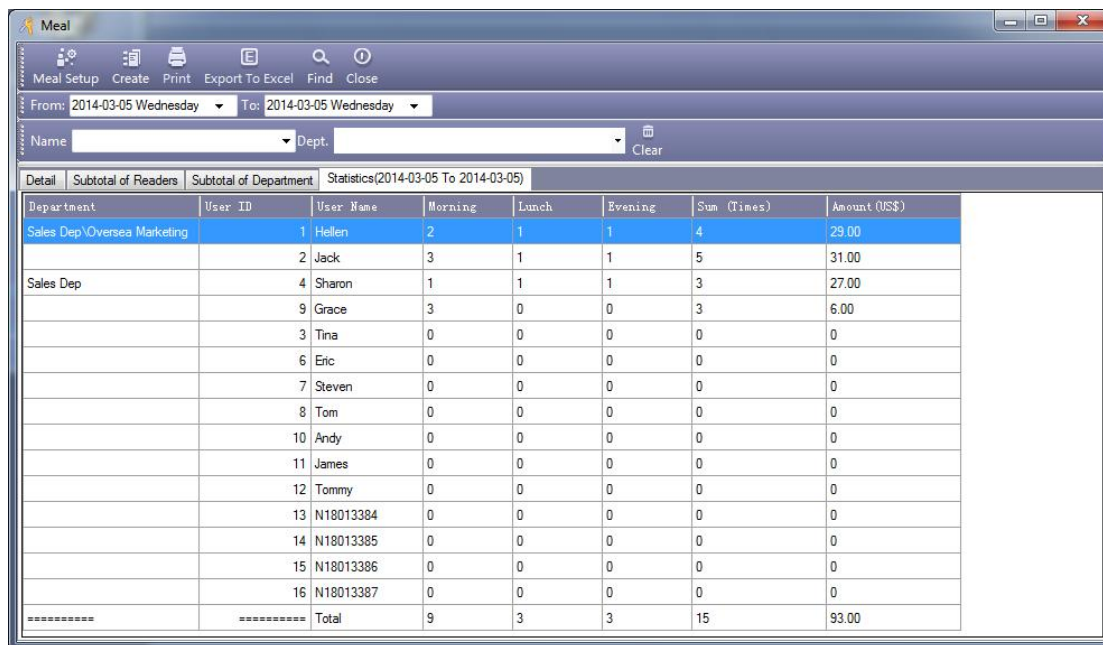 Meal
Meal Setup Create Print Export To Excel Find Close
From: 2014-03-05 Wednesday To: 2014-03-05 Wednesday
Name Dept. Clear
Detail Subtotal of Readers Subtotal of Department Statistics(2014-03-05 To 2014-03-05)
Department User ID User Name Morning Lunch Evening Sum (Times) Amount(US$)
Sales Dep\Oversea Marketing 1 Hellen 2 1 1 4 29.00
2 Jack 3 1 1 5 31.00
Sales Dep 4 Sharon 1 1 1 3 27.00
9 Grace 3 0 0 3 6.00
3 Tina 0 0 0 0 0
6 Eric 0 0 0 0 0
7 Steven 0 0 0 0 0
8 Tom 0 0 0 0 0
10 Andy 0 0 0 0 0
11 James 0 0 0 0 0
12 Tommy 0 0 0 0 0
13 N18013384 0 0 0 0 0
14 N18013385 0 0 0 0 0
15 N18013386 0 0 0 0 0
16 N18013387 0 0 0 0 0
========== ========== Total 9 3 3 15 93.00